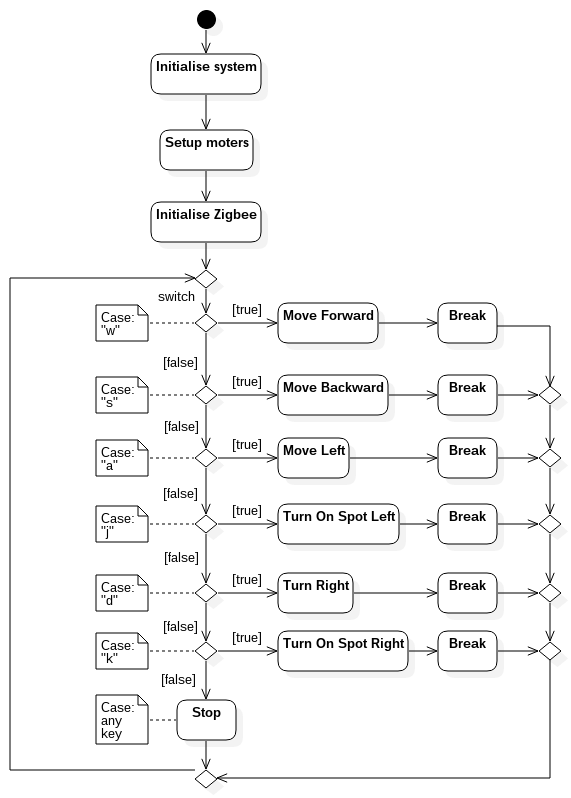 Initialise system
Setup moters
Initialise Zigbee
switch
Case:
"w"
[true]
Move Forward
Break
[false]
Case:
"s"
[true]
Move Backward
Break
[false]
Case:
"a"
[true]
Move Left
Break
[false]
Case:
"j"
[true]
Turn On Spot Left
Break
[false]
Case:
"d"
[true]
Turn Right
Break
[false]
Case:
"k"
[true]
Turn On Spot Right
Break
[false]
Case:
any
key
Stop